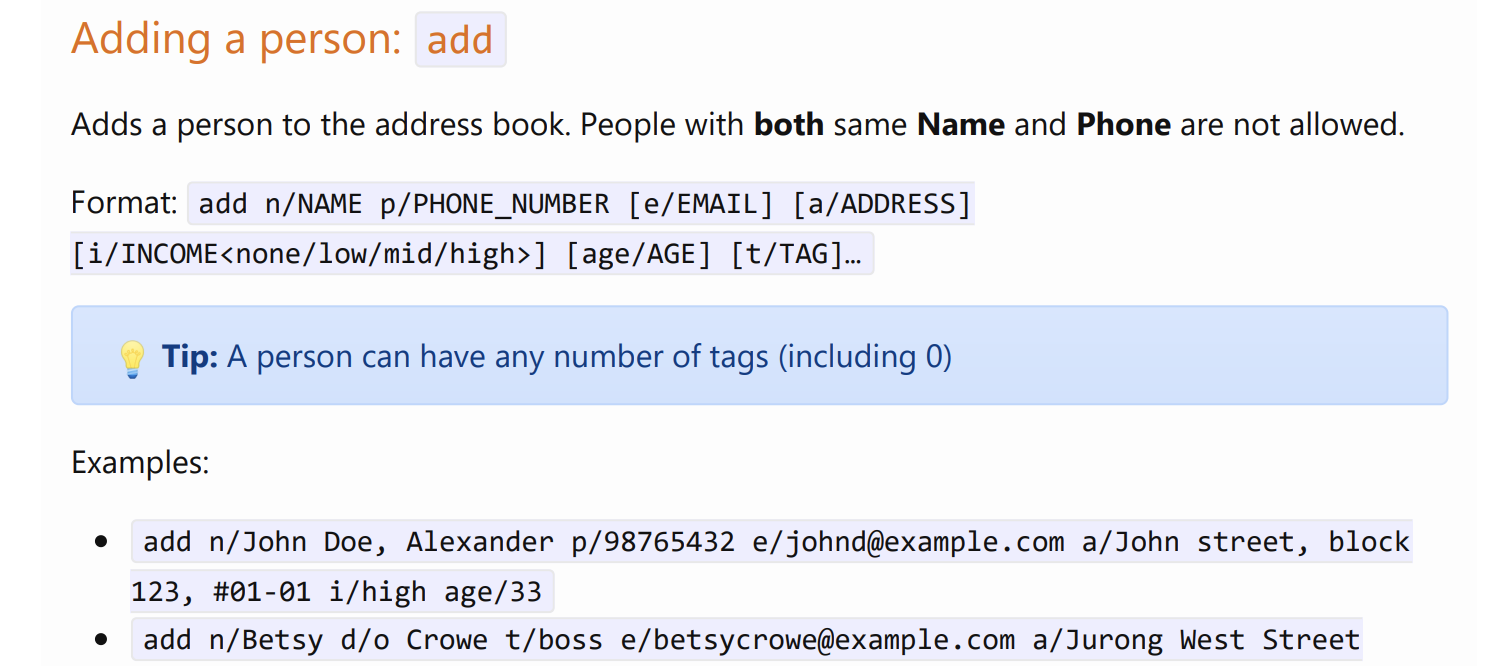 Adding a person: add
Adds a person to the address book. People with both same Name and Phone are not allowed.
Format: add n/NAME p/PHONE_NUMBER [e/EMAIL] [a/ADDRESS]
[i/INCOME<none/low/mid/high>] [age/AGE] [t/TAG]…
💡 Tip: A person can have any number of tags (including 0)
Examples:
• add n/John Doe, Alexander p/98765432 e/johnd@example.com a/John street, block
123, #01-01 i/high age/33
• add n/Betsy d/o Crowe t/boss e/betsycrowe@example.com a/Jurong West Street